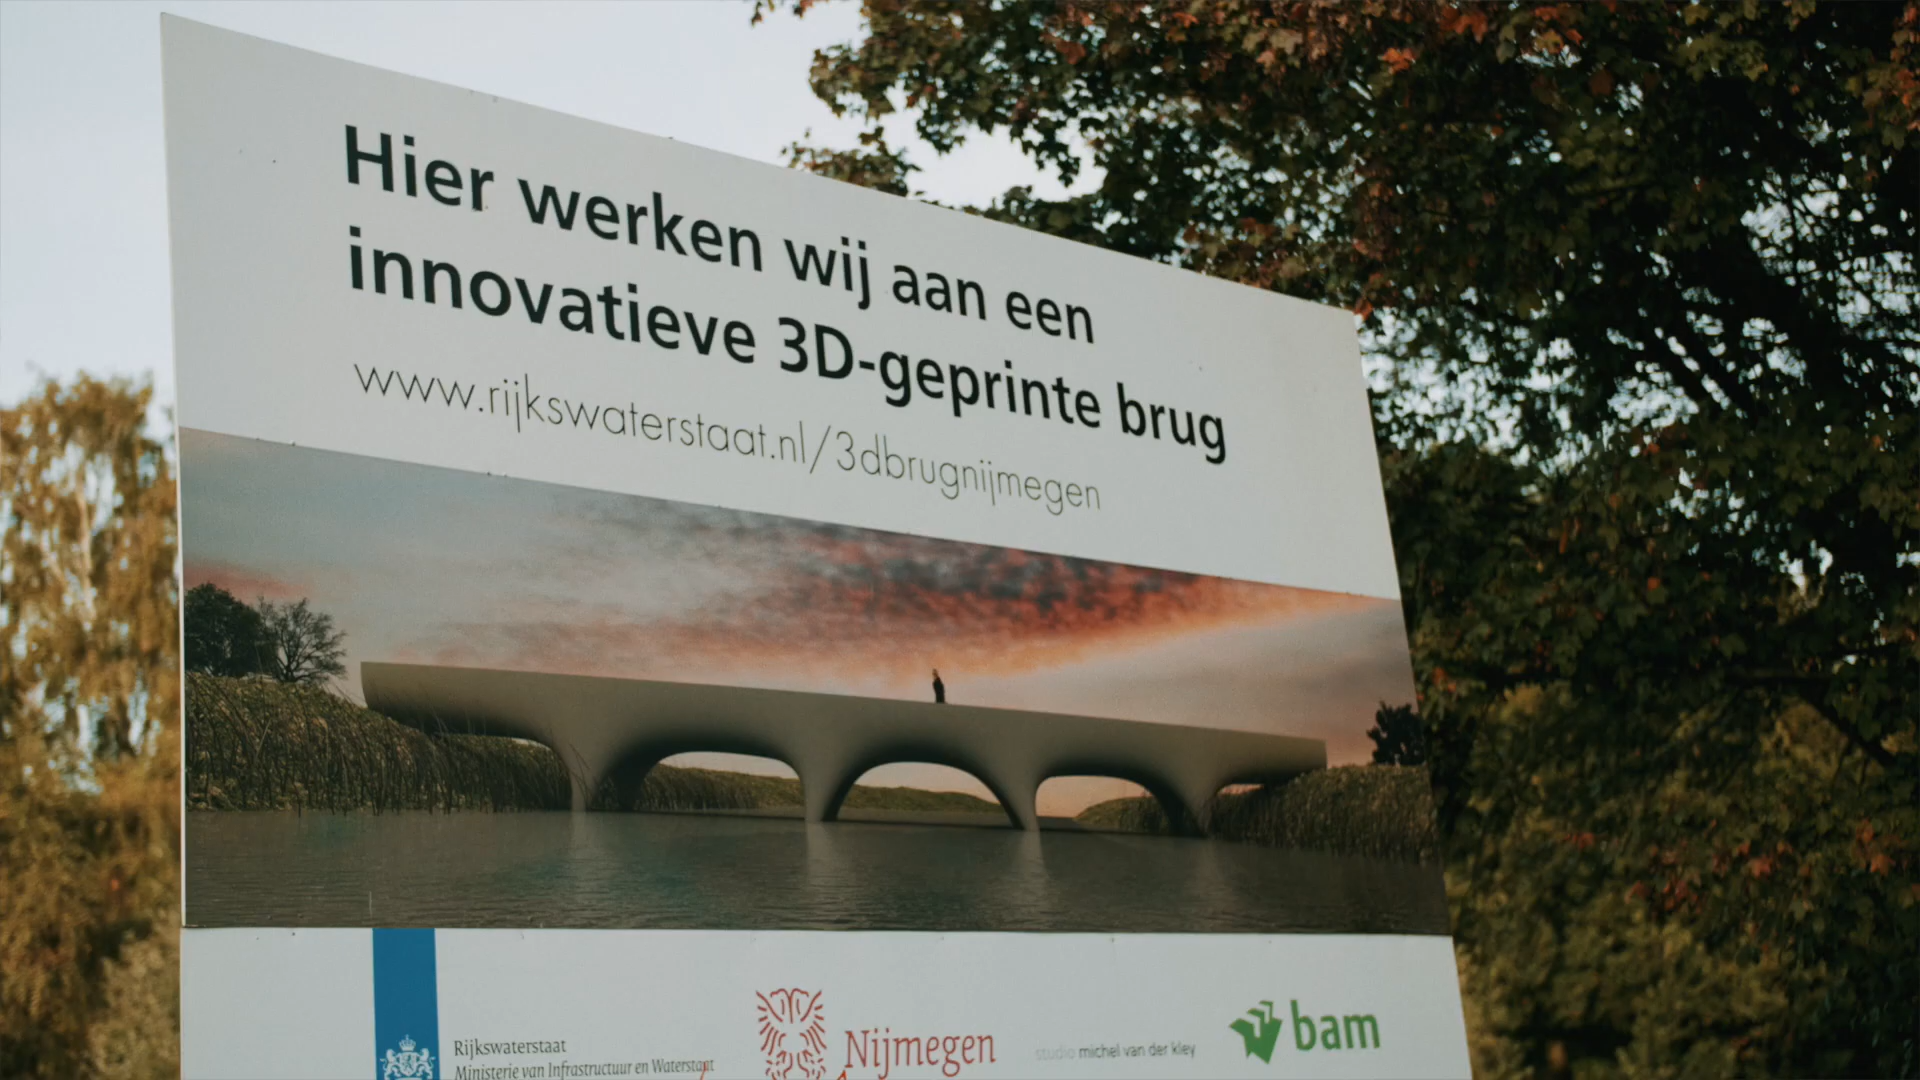 Hier werken wij aan een
innovatieve 3D-geprinte brug
www.rijkswaterstaat.nl/3dbrugnijmegen
Rijkswaterstaat
Ministerie van Infrastructuur en Waterstaat
Nijmegen
studio michel van der kley
bam